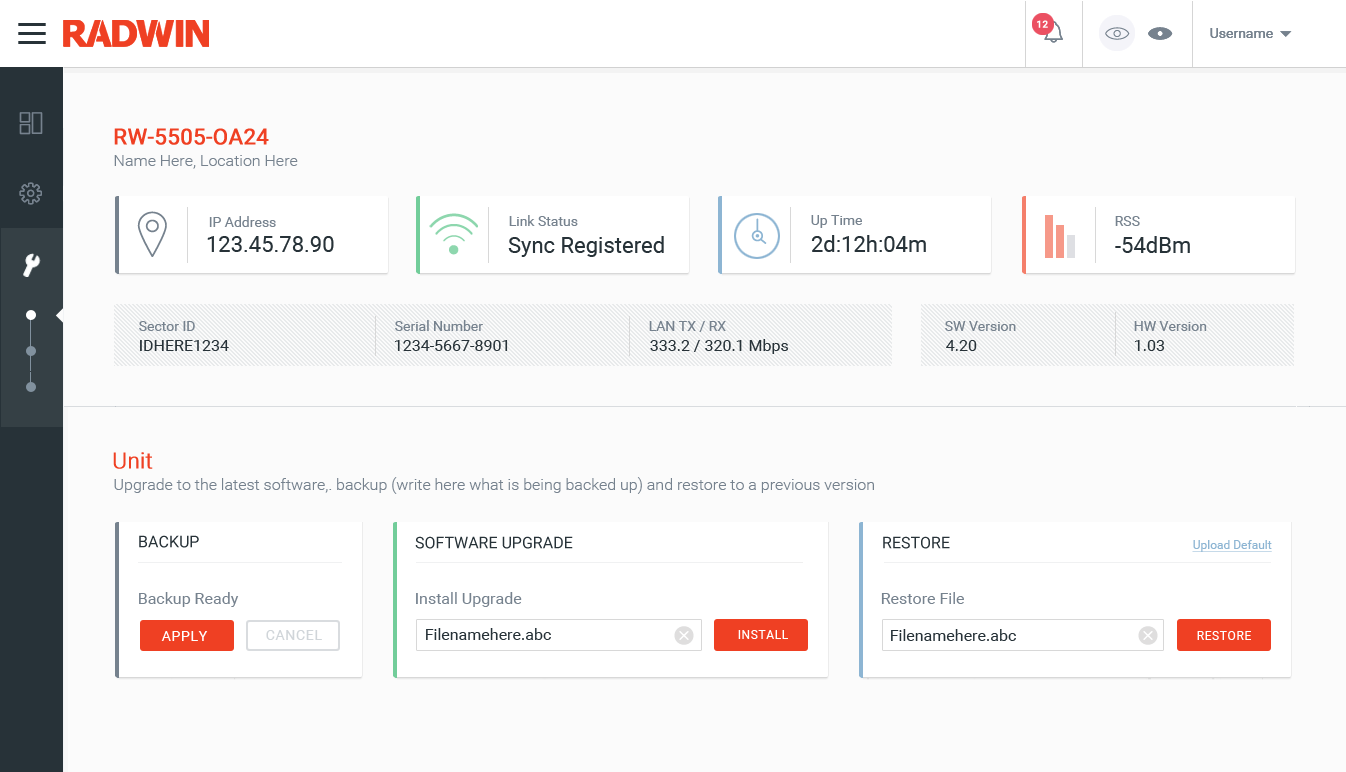 RADWIN
12
Username
RW-5505-OA24
Name Here, Location Here
IP Address
123.45.78.90
Link Status
Sync Registered
Up Time
2d:12h:04m
RSS
-54dBm
Sector ID
IDHERE1234
Serial Number
1234-5667-8901
LAN TX / RX
333.2 / 320.1 Mbps
SW Version
4.20
HW Version
1.03
Unit
Upgrade to the latest software,. backup (write here what is being backed up) and restore to a previous version
BACKUP
Backup Ready
APPLY
CANCEL
SOFTWARE UPGRADE
Install Upgrade
Filenamehere.abc
INSTALL
RESTORE
Upload Default
Restore File
Filenamehere.abc
RESTORE